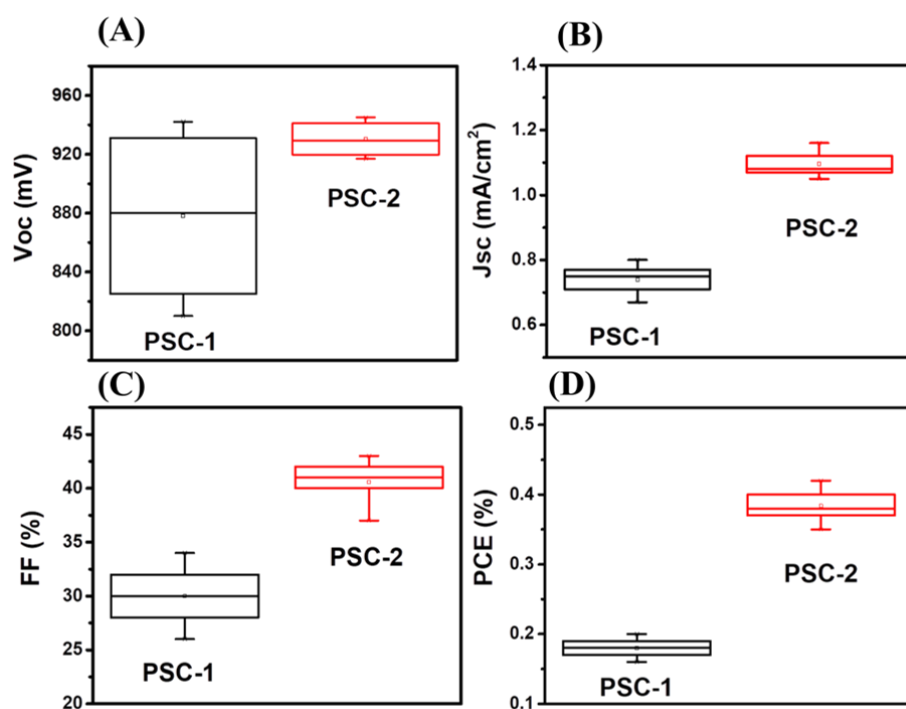 (A)
Voc (mV)
960
920
880
840
800
PSC-1
PSC-2
(B)
Jsc (mA/cm²)
1.4
1.2
1.0
0.8
0.6
PSC-1
PSC-2
(C)
FF (%)
45
40
35
30
25
20
PSC-1
PSC-2
(D)
PCE (%)
0.5
0.4
0.3
0.2
0.1
PSC-1
PSC-2